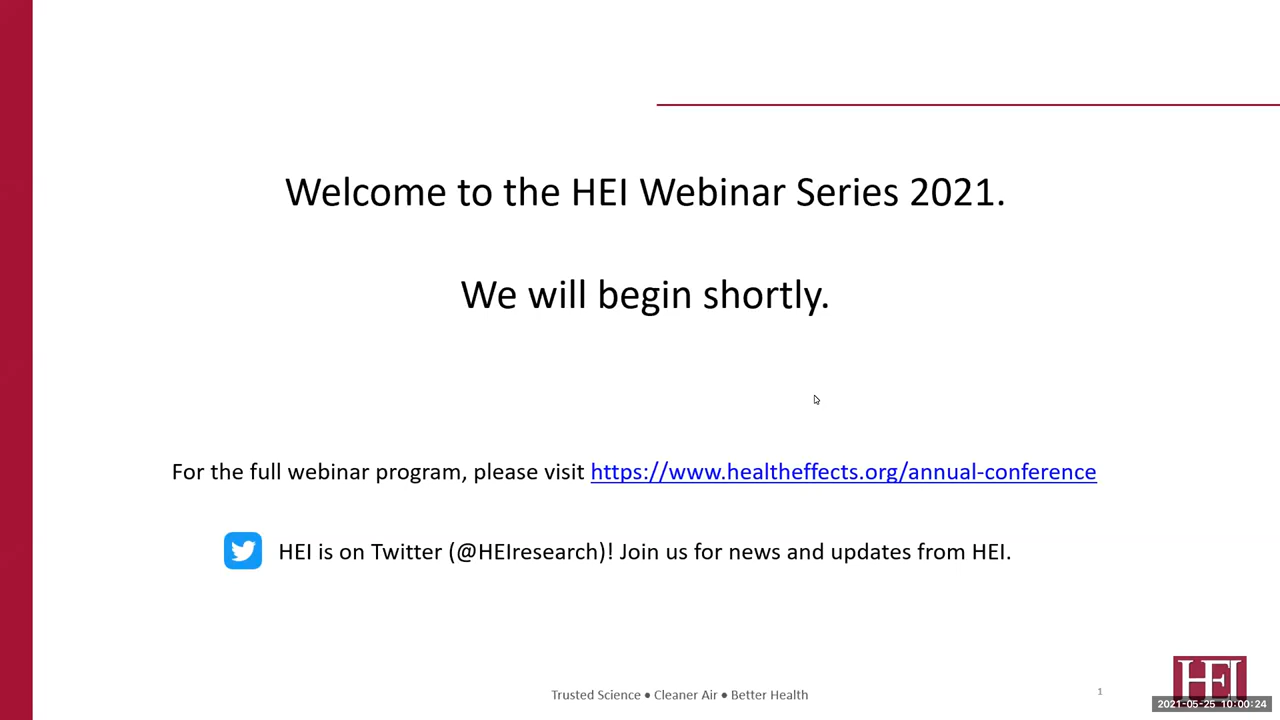 Welcome to the HEI Webinar Series 2021.
We will begin shortly.
For the full webinar program, please visit https://www.healtheffects.org/annual-conference
HEI is on Twitter (@HEIresearch)! Join us for news and updates from HEI.
Trusted Science • Cleaner Air • Better Health
1
HEI
2021-05-25 10:00:24